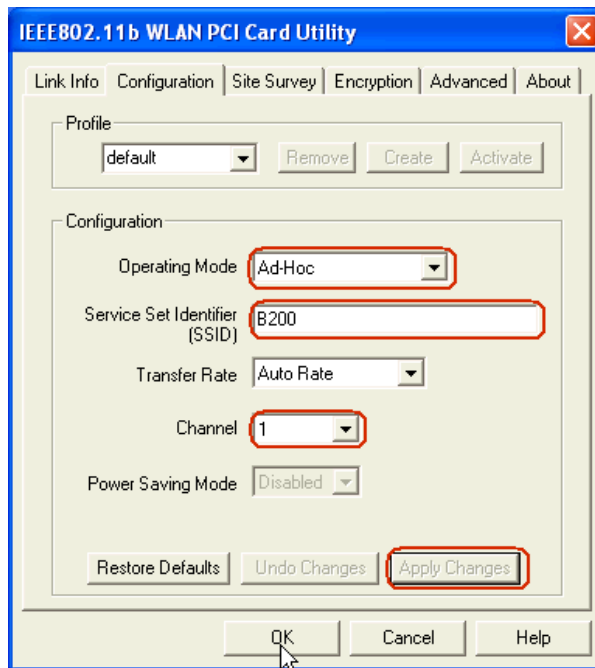 IEEE802.11b WLAN PCI Card Utility
Link Info Configuration Site Survey Encryption Advanced About
Profile
default Remove Create Activate
Configuration
Operating Mode Ad-Hoc
Service Set Identifier (SSID) B200
Transfer Rate Auto Rate
Channel 1
Power Saving Mode Disabled
Restore Defaults Undo Changes Apply Changes
OK Cancel Help